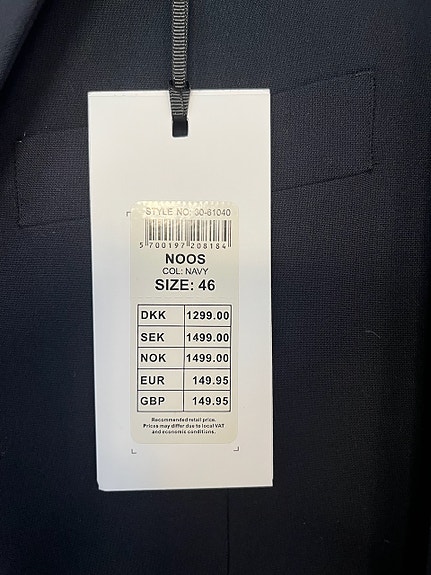 STYLE NO: 30-61040
5 700197 208184
NOOS
COL: NAVY
SIZE: 46
DKK 1299.00
SEK 1499.00
NOK 1499.00
EUR 149.95
GBP 149.95
Recommended retail price.
Prices may differ due to local VAT
and economic conditions.